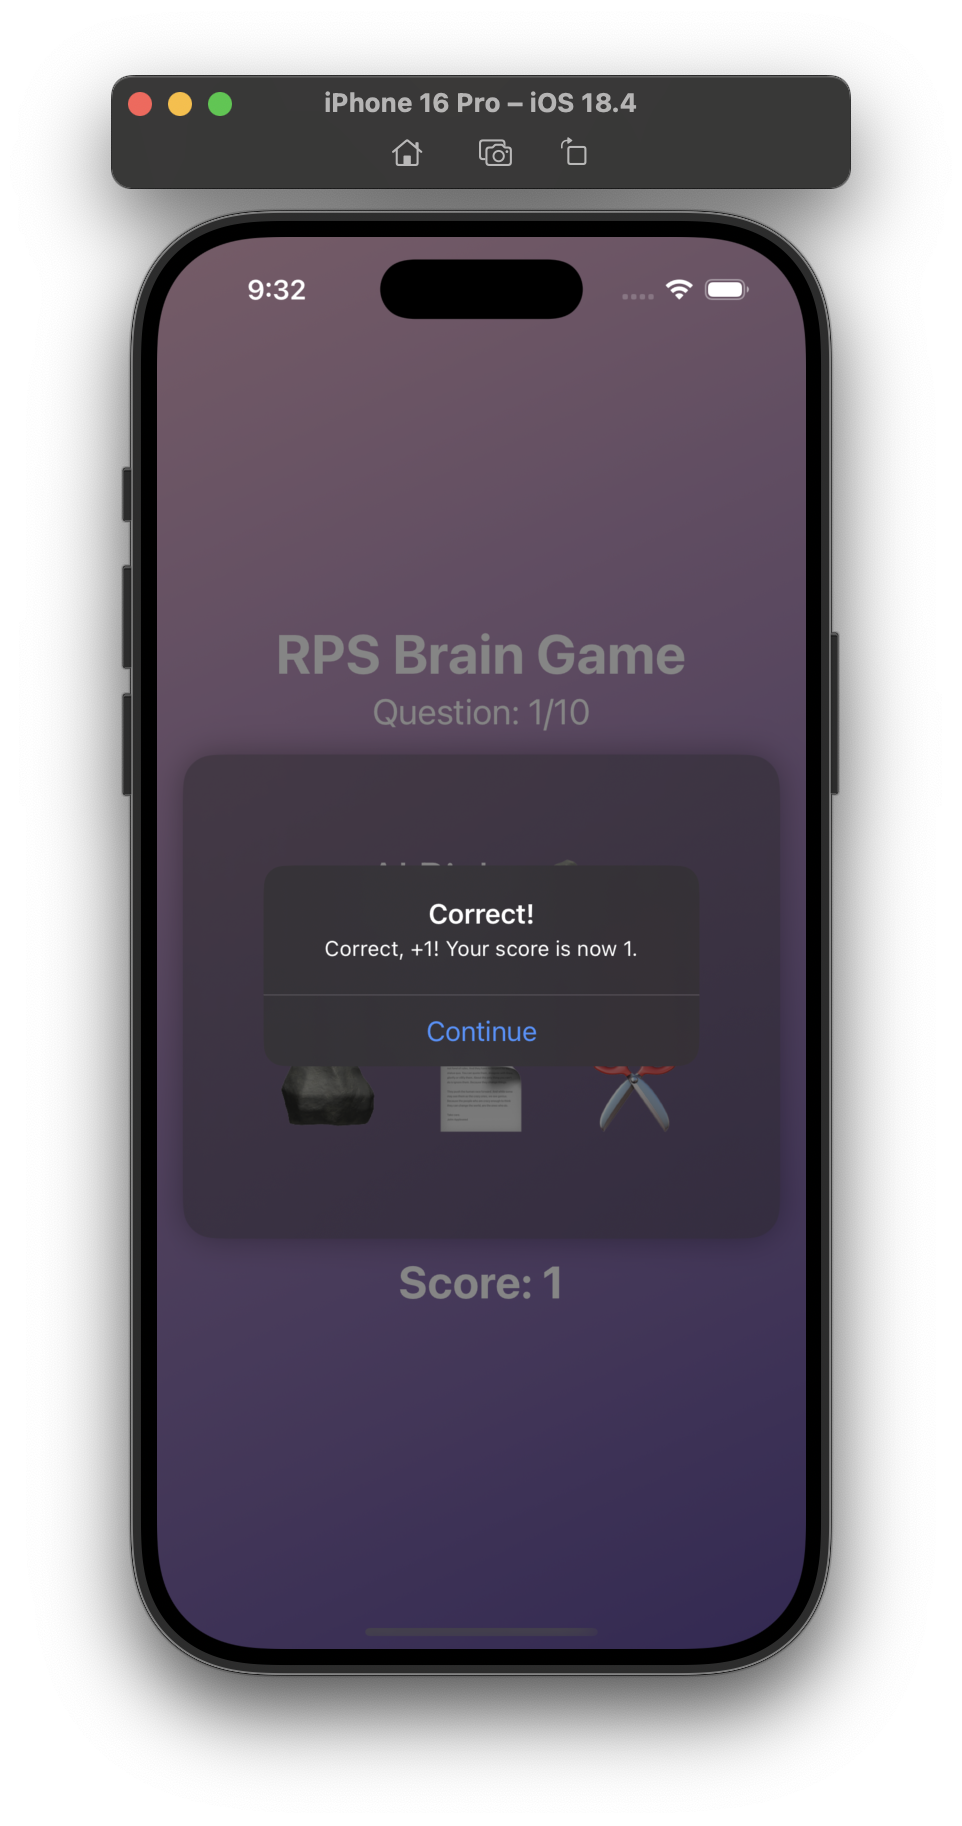 iPhone 16 Pro – iOS 18.4
9:32
RPS Brain Game
Question: 1/10
Correct!
Correct, +1! Your score is now 1.
Continue
Score: 1